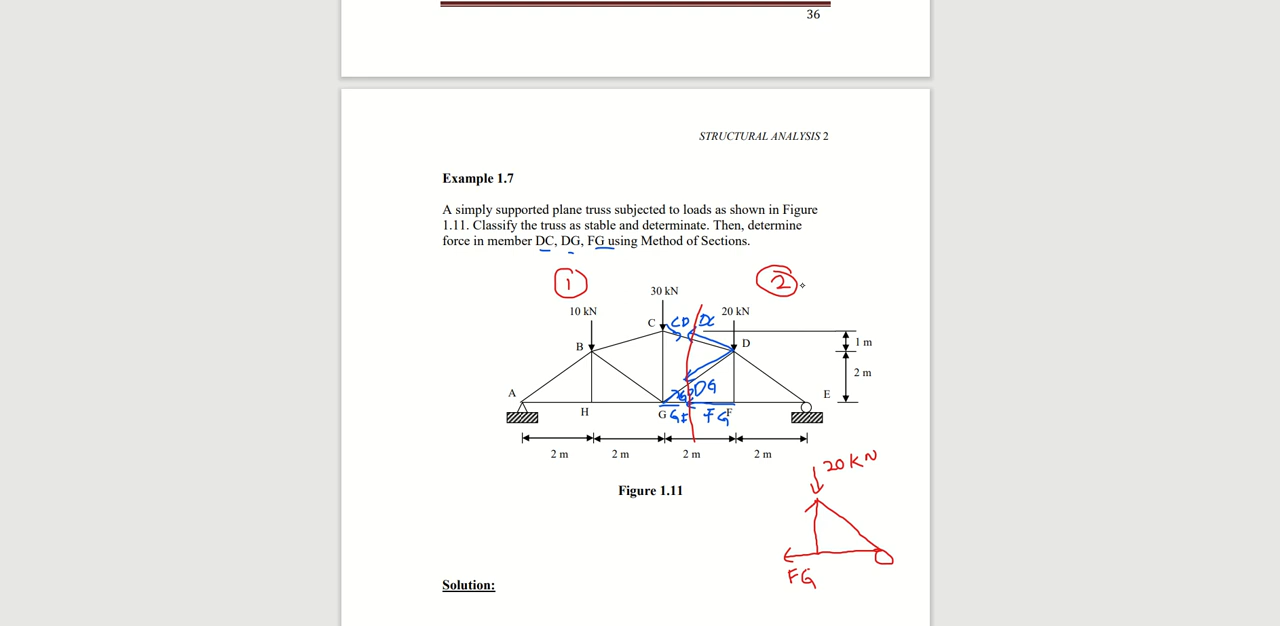 36
STRUCTURAL ANALYSIS 2
Example 1.7
A simply supported plane truss subjected to loads as shown in Figure
1.11. Classify the truss as stable and determinate. Then, determine
force in member DC, DG, FG using Method of Sections.
1
2
30 kN
10 kN
20 kN
C
CD
DC
B
D
1 m
2 m
DG
A
E
H
G
GF
FG
F
2 m
2 m
2 m
2 m
20 KN
Figure 1.11
FG
Solution: